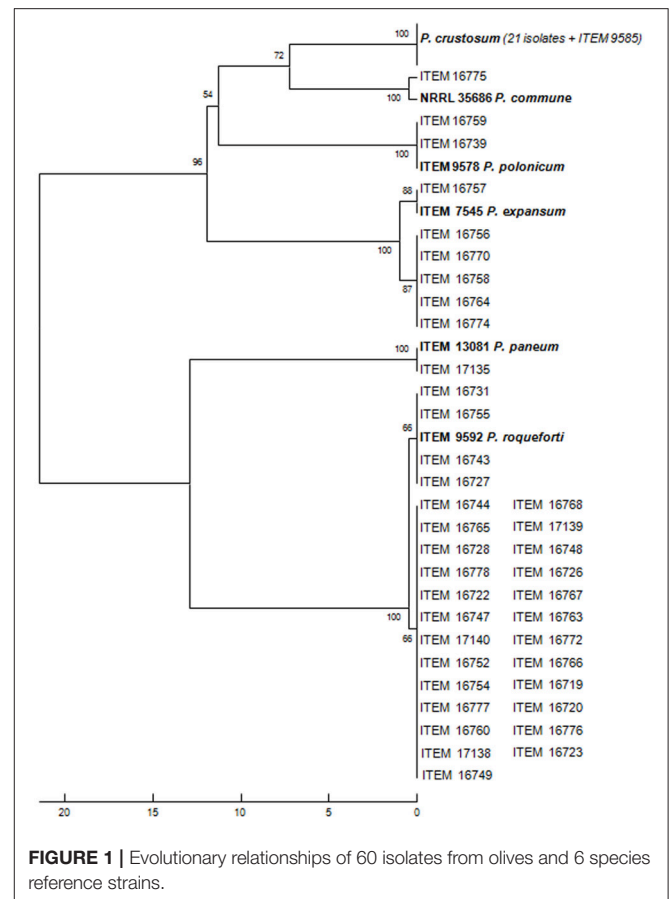 100
P. crustosum (21 isolates + ITEM 9585)
72
ITEM 16775
100
NRRL 35686 P. commune
54
ITEM 16759
ITEM 16739
100
ITEM 9578 P. polonicum
96
88
ITEM 16757
ITEM 7545 P. expansum
100
ITEM 16756
ITEM 16770
ITEM 16758
87
ITEM 16764
ITEM 16774
100
ITEM 13081 P. paneum
ITEM 17135
ITEM 16731
ITEM 16755
66
ITEM 9592 P. roqueforti
ITEM 16743
ITEM 16727
ITEM 16744 ITEM 16768
ITEM 16765 ITEM 17139
ITEM 16728 ITEM 16748
ITEM 16778 ITEM 16726
ITEM 16722 ITEM 16767
100
ITEM 16747 ITEM 16763
66
ITEM 17140 ITEM 16772
ITEM 16752 ITEM 16766
ITEM 16754 ITEM 16719
ITEM 16777 ITEM 16720
ITEM 16760 ITEM 16776
ITEM 17138 ITEM 16723
ITEM 16749
20 15 10 5 0
FIGURE 1 | Evolutionary relationships of 60 isolates from olives and 6 species
reference strains.